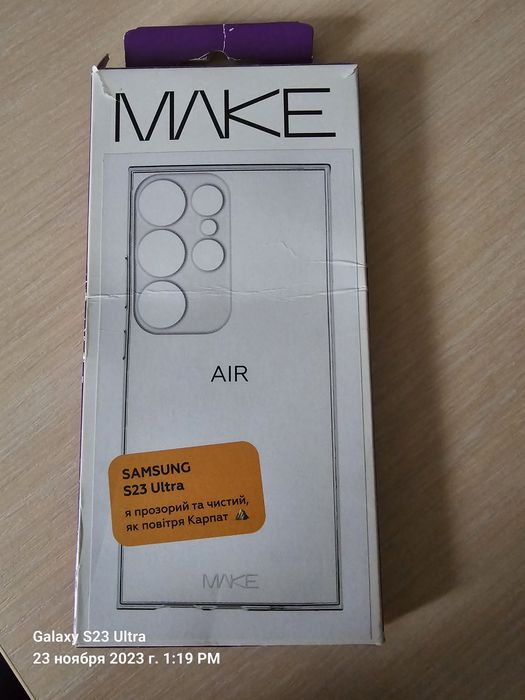 MAKE
AIR
SAMSUNG
S23 Ultra
я прозорий та чистий,
як повітря Карпат
MAKE
Galaxy S23 Ultra
23 ноября 2023 г. 1:19 PM